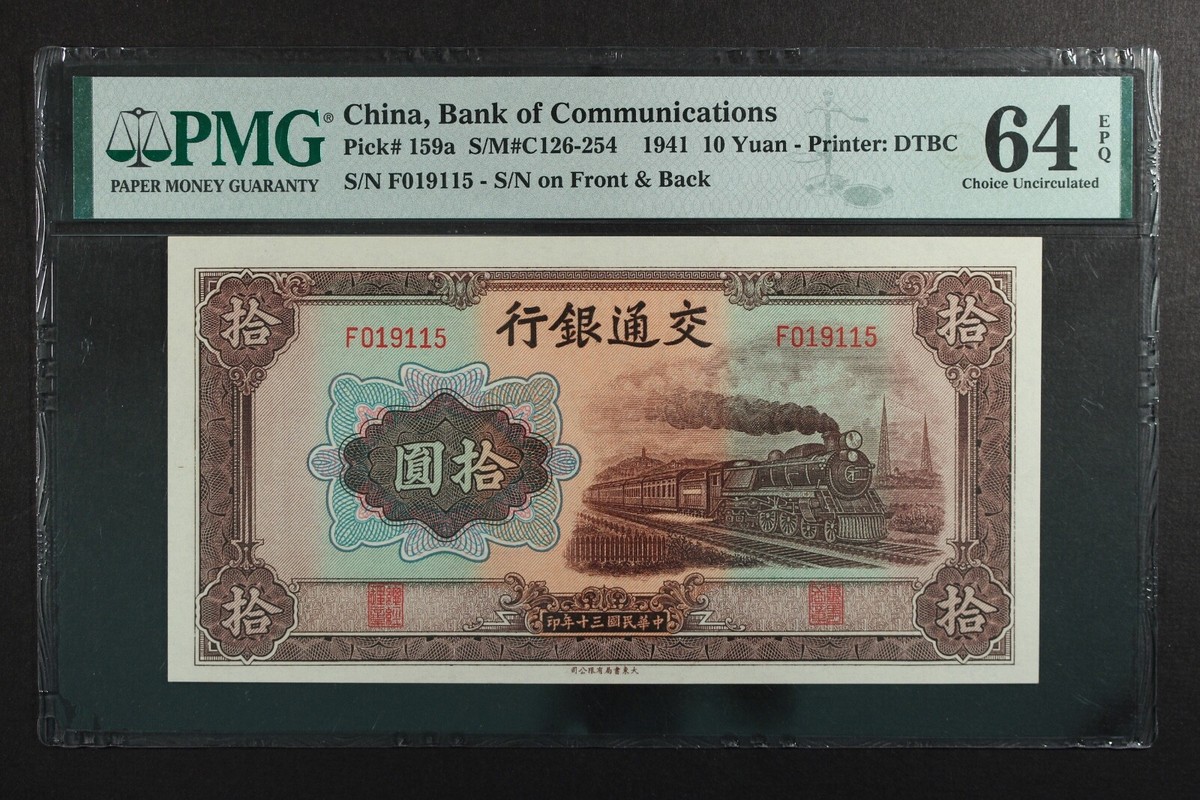 PMG®
PAPER MONEY GUARANTY
China, Bank of Communications
Pick# 159a S/M#C126-254 1941 10 Yuan - Printer: DTBC
S/N F019115 - S/N on Front & Back
64
EPQ
Choice Uncirculated
拾
行銀通交
拾
F019115
F019115
圓拾
拾
拾
印年十三國民華中
司公限有局書東大